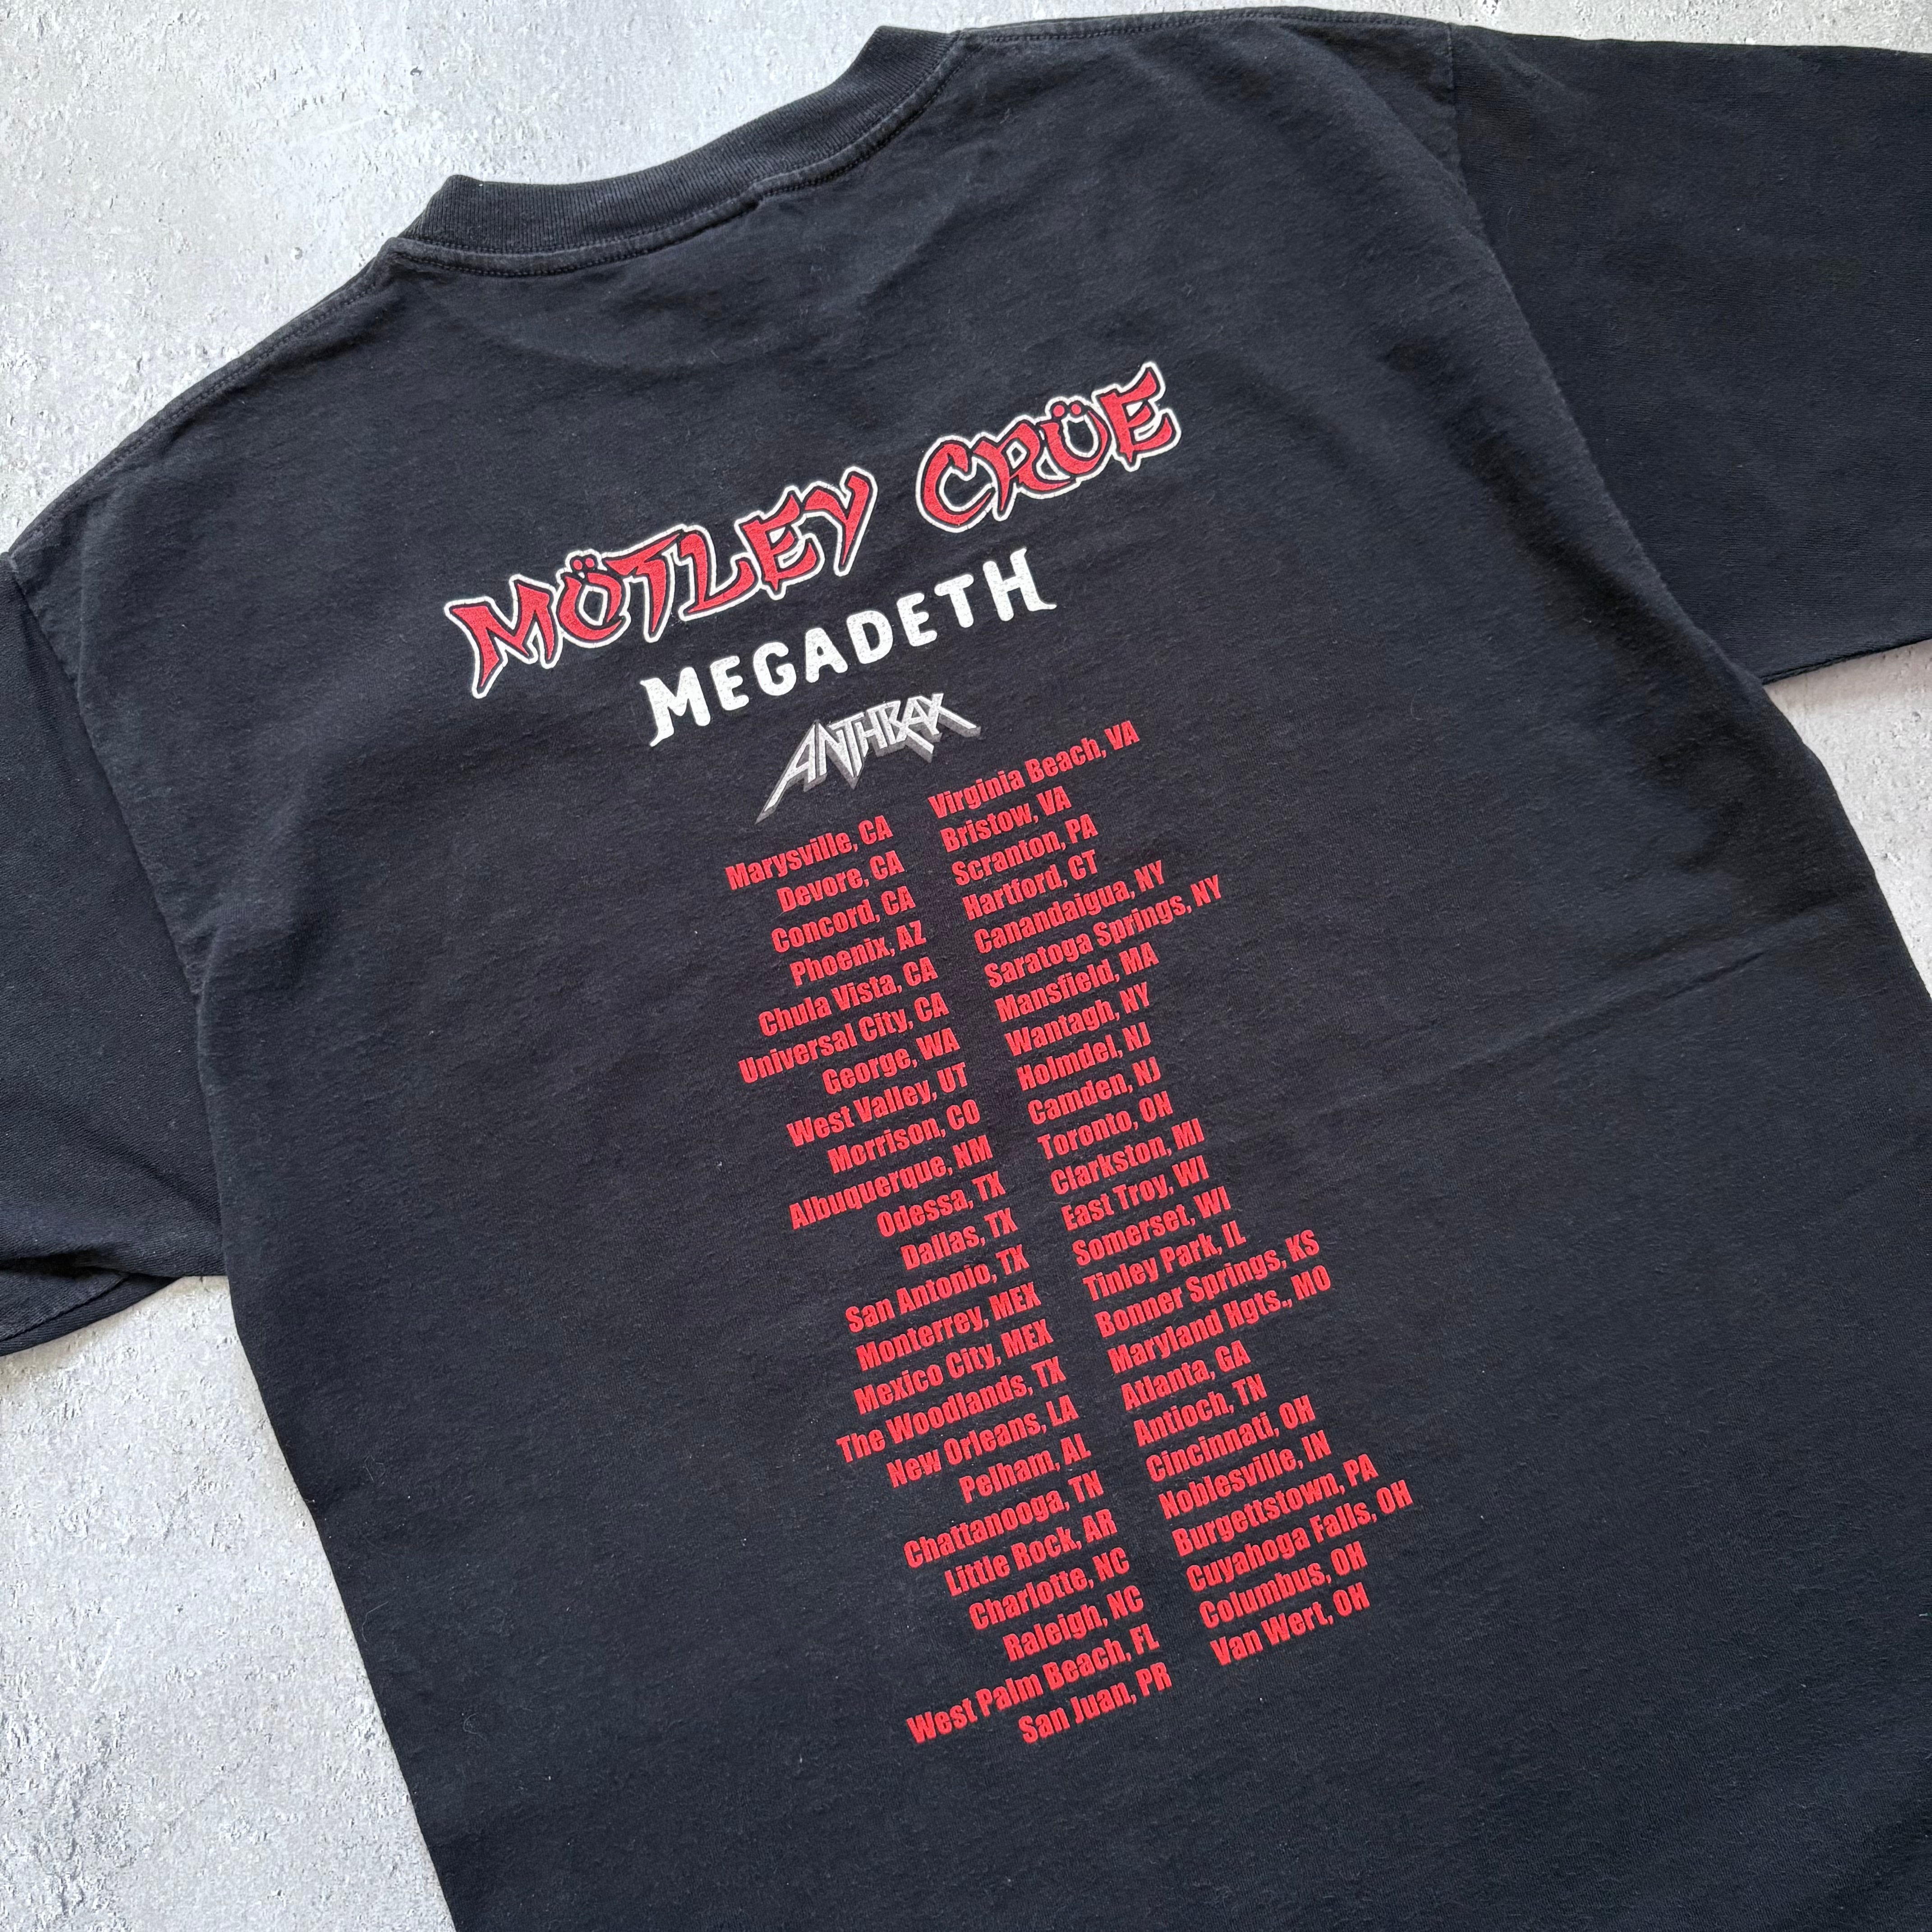 MÖTLEY CRÜE
MEGADETH
ANTHRAX
Marysville, CA
Devore, CA
Concord, CA
Phoenix, AZ
Chula Vista, CA
Universal City, CA
George, WA
West Valley, UT
Morrison, CO
Albuquerque, NM
Odessa, TX
Dallas, TX
San Antonio, TX
Monterrey, MEX
Mexico City, MEX
The Woodlands, TX
New Orleans, LA
Pelham, AL
Chattanooga, TN
Little Rock, AR
Charlotte, NC
Raleigh, NC
West Palm Beach, FL
San Juan, PR
Virginia Beach, VA
Bristow, VA
Scranton, PA
Hartford, CT
Canandaigua, NY
Saratoga Springs, NY
Mansfield, MA
Wantagh, NY
Holmdel, NJ
Camden, NJ
Toronto, OH
Clarkston, MI
East Troy, WI
Somerset, WI
Tinley Park, IL
Bonner Springs, KS
Maryland Hgts., MO
Atlanta, GA
Antioch, TN
Cincinnati, OH
Noblesville, IN
Burgettstown, PA
Cuyahoga Falls, OH
Columbus, OH
Van Wert, OH